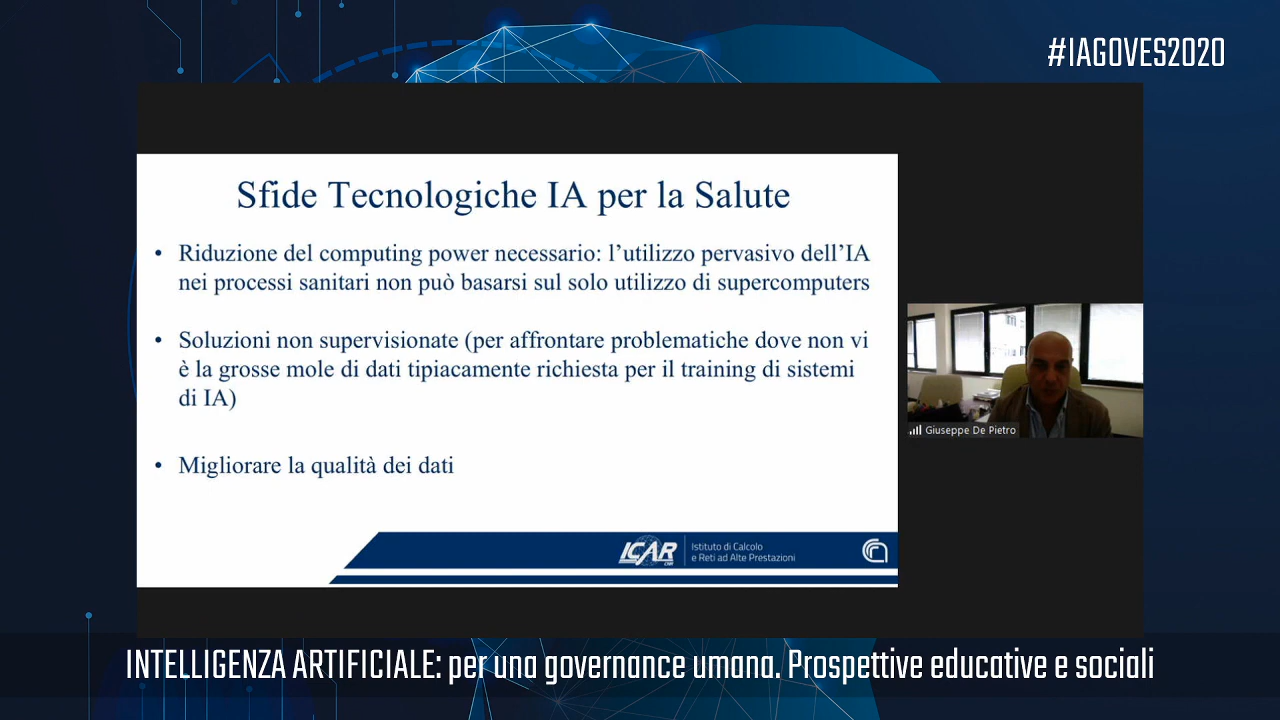 #IAGOVES2020
Sfide Tecnologiche IA per la Salute
• Riduzione del computing power necessario: l’utilizzo pervasivo dell’IA
nei processi sanitari non può basarsi sul solo utilizzo di supercomputers
• Soluzioni non supervisionate (per affrontare problematiche dove non vi
è la grosse mole di dati tipiacamente richiesta per il training di sistemi
di IA)
• Migliorare la qualità dei dati
ICAR CNR
Istituto di Calcolo
e Reti ad Alte Prestazioni
Giuseppe De Pietro
INTELLIGENZA ARTIFICIALE: per una governance umana. Prospettive educative e sociali